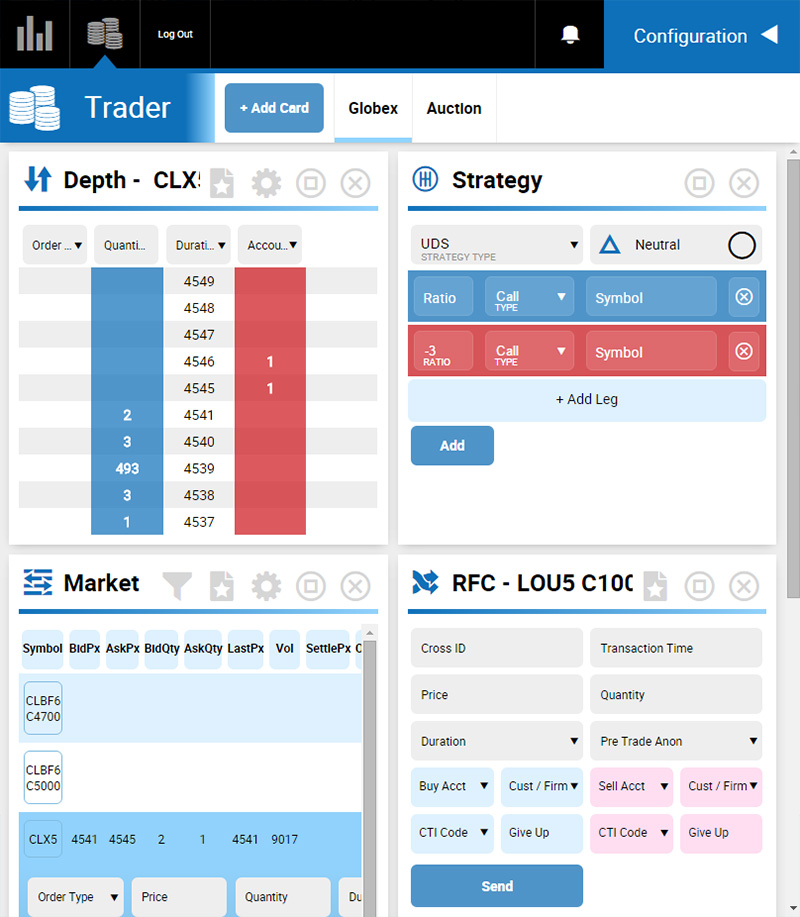 Log Out
Configuration
Trader
+ Add Card
Globex
Auction
Depth - CLX5
Order ...
Quanti...
Durati...
Accou...
4549
4548
4547
4546 1
4545 1
2 4541
3 4540
493 4539
3 4538
1 4537
Strategy
UDS
STRATEGY TYPE
Neutral
Ratio
Call
TYPE
Symbol
-3
RATIO
Call
TYPE
Symbol
+ Add Leg
Add
Market
Symbol BidPx AskPx BidQty AskQty LastPx Vol SettlePx
CLBF6
C4700
CLBF6
C5000
CLX5 4541 4545 2 1 4541 9017
Order Type
Price
Quantity
Du
RFC - LOU5 C100
Cross ID
Transaction Time
Price
Quantity
Duration
Pre Trade Anon
Buy Acct
Cust / Firm
Sell Acct
Cust / Firm
CTI Code
Give Up
CTI Code
Give Up
Send